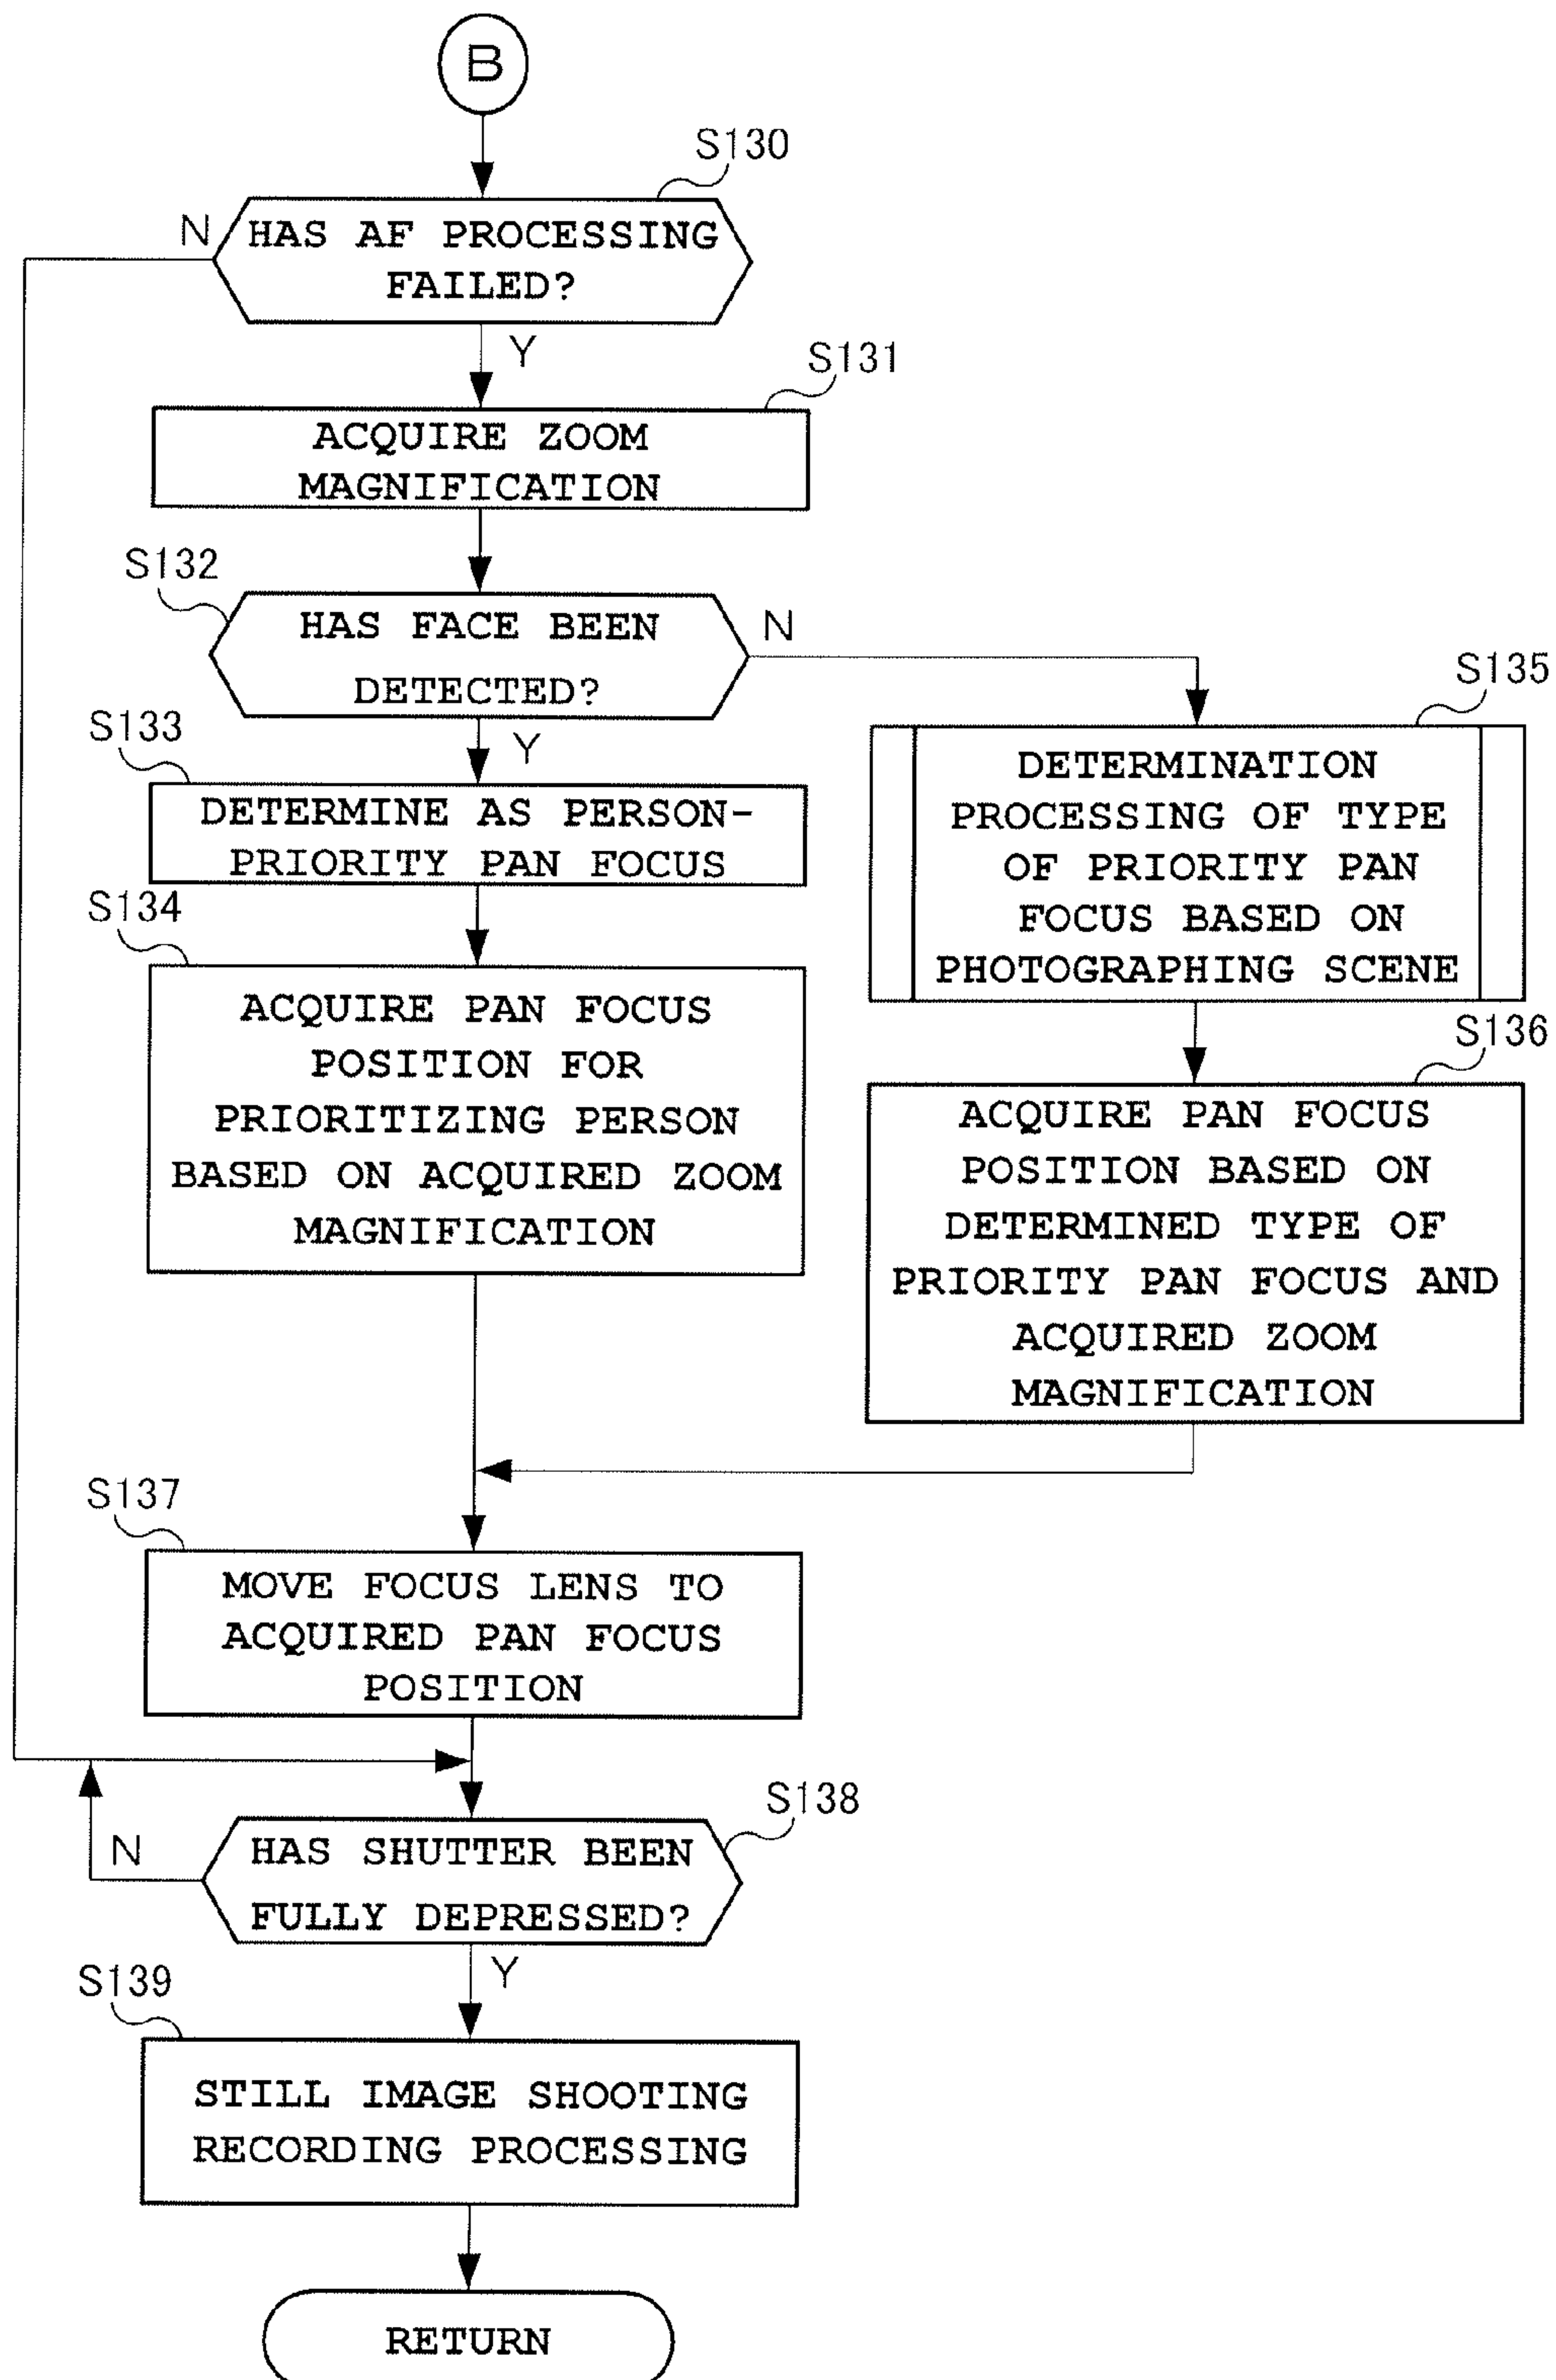 B
S130
N
HAS AF PROCESSING
FAILED?
Y
S131
ACQUIRE ZOOM
MAGNIFICATION
S132
HAS FACE BEEN
DETECTED?
N
Y
S133
DETERMINE AS PERSON-
PRIORITY PAN FOCUS
S134
ACQUIRE PAN FOCUS
POSITION FOR
PRIORITIZING PERSON
BASED ON ACQUIRED ZOOM
MAGNIFICATION
S135
DETERMINATION
PROCESSING OF TYPE
OF PRIORITY PAN
FOCUS BASED ON
PHOTOGRAPHING SCENE
S136
ACQUIRE PAN FOCUS
POSITION BASED ON
DETERMINED TYPE OF
PRIORITY PAN FOCUS AND
ACQUIRED ZOOM
MAGNIFICATION
S137
MOVE FOCUS LENS TO
ACQUIRED PAN FOCUS
POSITION
S138
N
HAS SHUTTER BEEN
FULLY DEPRESSED?
Y
S139
STILL IMAGE SHOOTING
RECORDING PROCESSING
RETURN